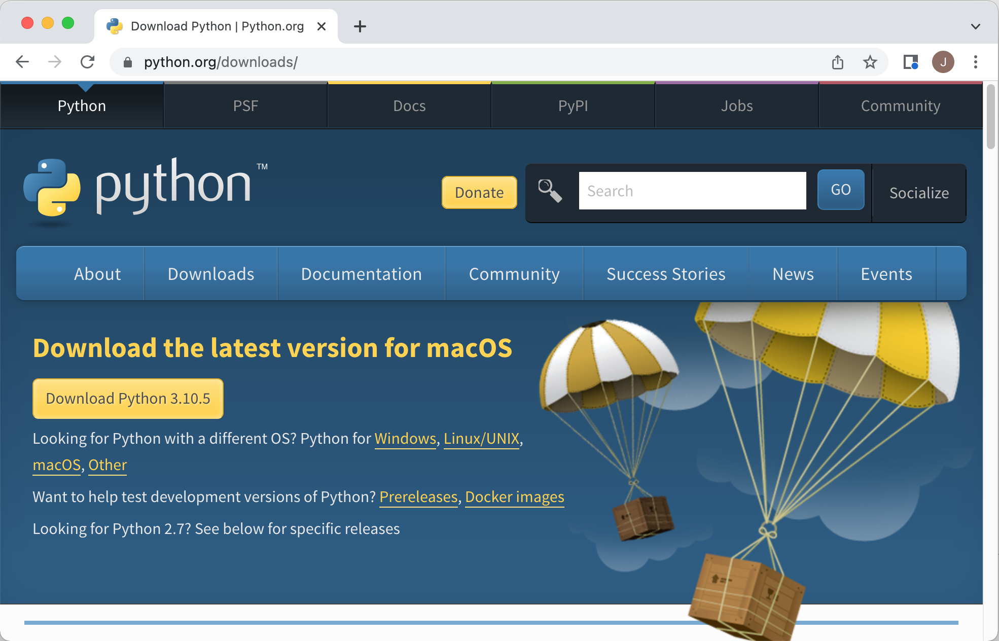 Download Python | Python.org
python.org/downloads/
J
Python
PSF
Docs
PyPI
Jobs
Community
python™
Donate
Search
GO
Socialize
About
Downloads
Documentation
Community
Success Stories
News
Events
Download the latest version for macOS
Download Python 3.10.5
Looking for Python with a different OS? Python for Windows, Linux/UNIX,
macOS, Other
Want to help test development versions of Python? Prereleases, Docker images
Looking for Python 2.7? See below for specific releases